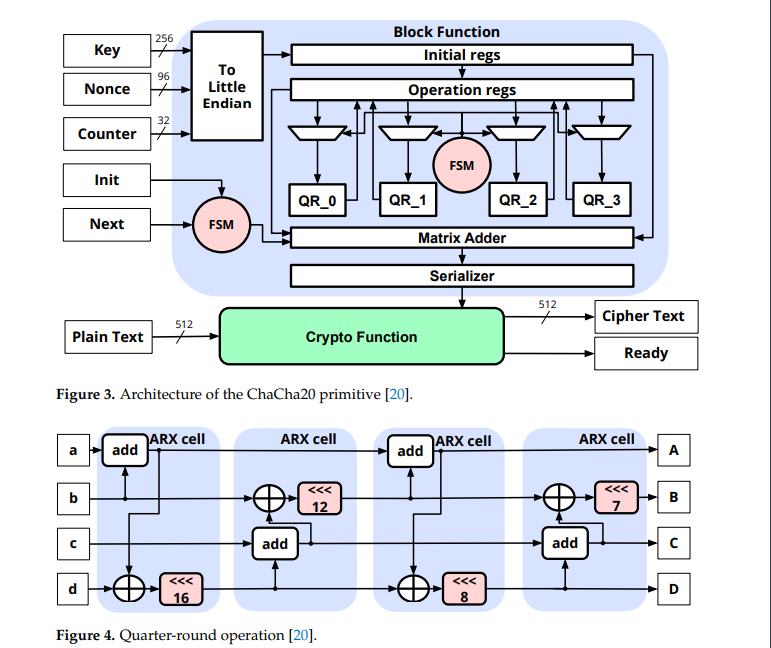 Block Function
Key
256
Nonce
96
Counter
32
Init
Next
To
Little
Endian
Initial regs
Operation regs
FSM
FSM
QR_0
QR_1
QR_2
QR_3
Matrix Adder
Serializer
Plain Text
512
Crypto Function
512
Cipher Text
Ready
Figure 3. Architecture of the ChaCha20 primitive [20].
ARX cell
ARX cell
ARX cell
ARX cell
a
add
add
A
b
<<<
12
<<<
7
B
c
add
add
C
d
<<<
16
<<<
8
D
Figure 4. Quarter-round operation [20].